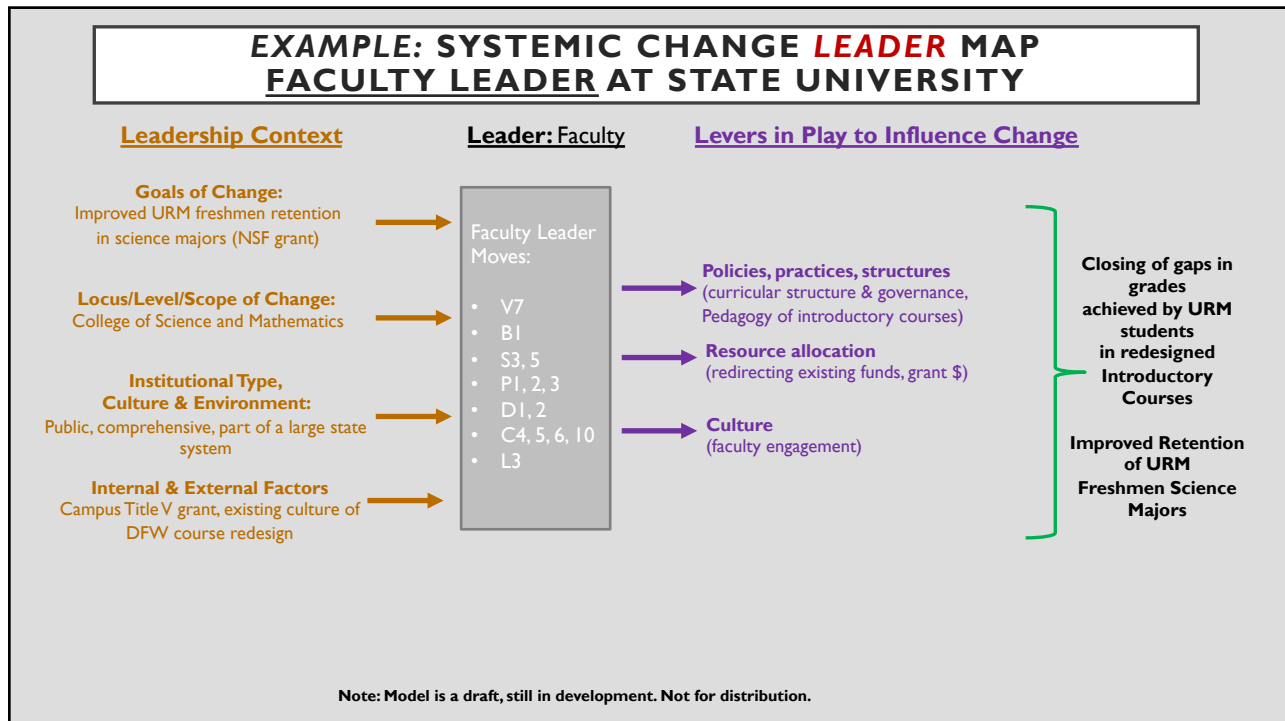 EXAMPLE: SYSTEMIC CHANGE LEADER MAP
FACULTY LEADER AT STATE UNIVERSITY
Leadership Context
Goals of Change:
Improved URM freshmen retention
in science majors (NSF grant)
Locus/Level/Scope of Change:
College of Science and Mathematics
Institutional Type,
Culture & Environment:
Public, comprehensive, part of a large state
system
Internal & External Factors
Campus Title V grant, existing culture of
DFW course redesign
Leader: Faculty
Faculty Leader
Moves:
• V7
• B1
• S3, 5
• P1, 2, 3
• D1, 2
• C4, 5, 6, 10
• L3
Levers in Play to Influence Change
Policies, practices, structures
(curricular structure & governance,
Pedagogy of introductory courses)
Resource allocation
(redirecting existing funds, grant $)
Culture
(faculty engagement)
Closing of gaps in
grades
achieved by URM
students
in redesigned
Introductory
Courses
Improved Retention
of URM
Freshmen Science
Majors
Note: Model is a draft, still in development. Not for distribution.